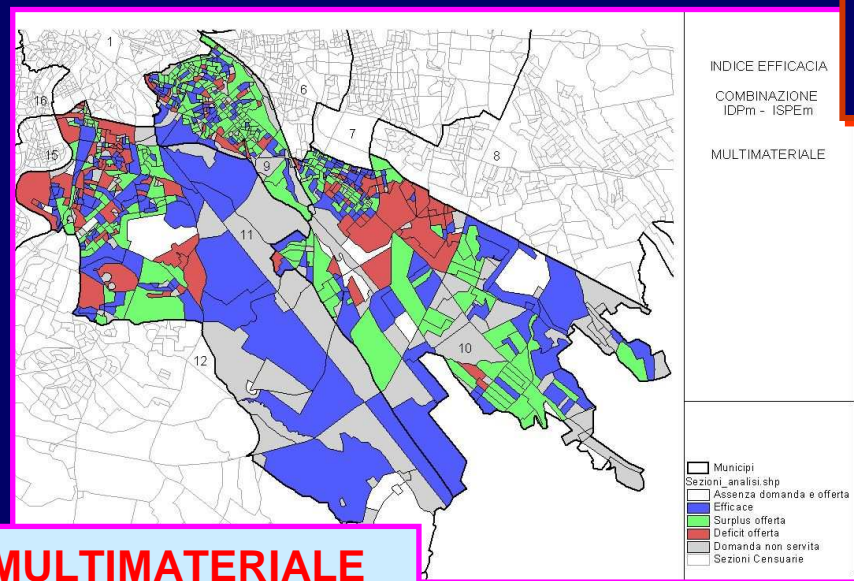 1
16
6
7
15
8
9
11
10
12
INDICE EFFICACIA
COMBINAZIONE
IDPm - ISPEm
MULTIMATERIALE
Municipi
Sezioni_analisi.shp
Assenza domanda e offerta
Efficace
Surplus offerta
Deficit offerta
Domanda non servita
Sezioni Censuarie
MULTIMATERIALE